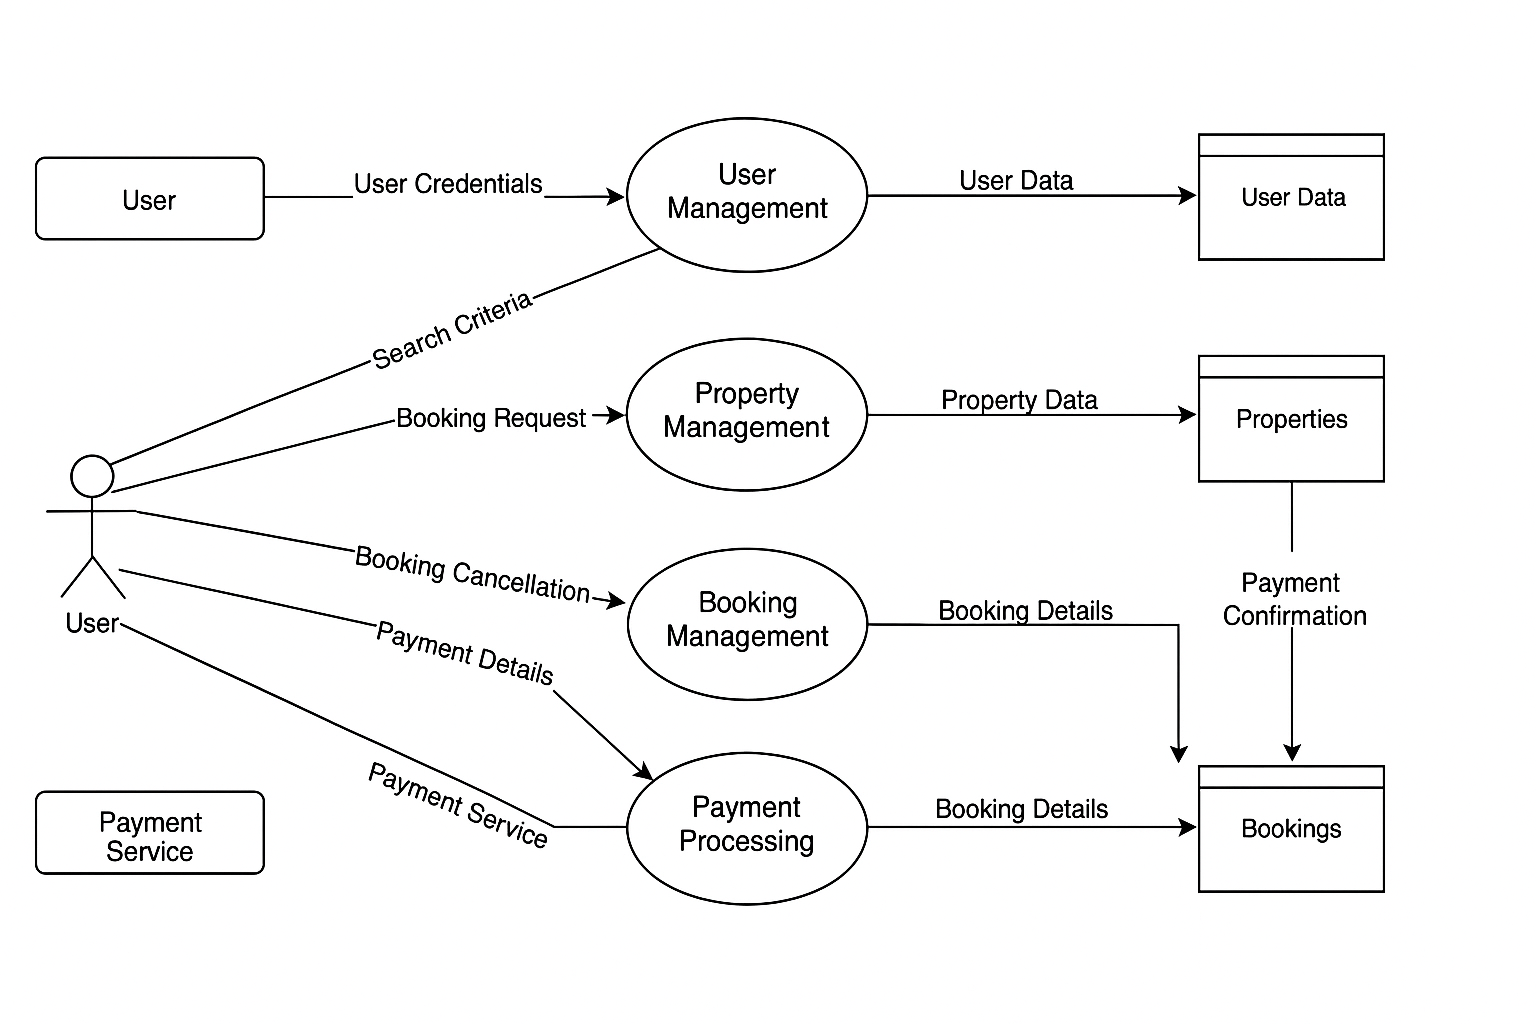 User
User Credentials
User
Management
User Data
User Data
Search Criteria
Booking Request
Property
Management
Property Data
Properties
Booking Cancellation
Booking
Management
Booking Details
Payment
Confirmation
User
Payment Details
Payment Service
Payment
Service
Payment
Processing
Booking Details
Bookings